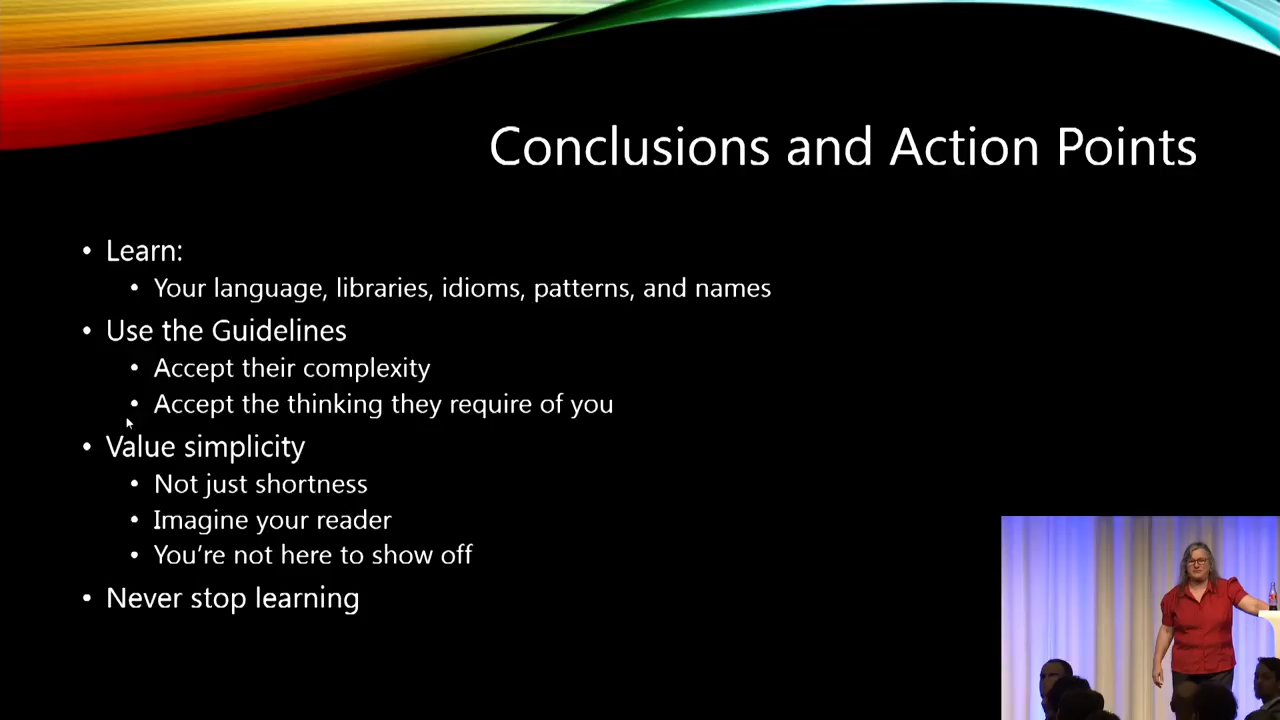 Conclusions and Action Points
• Learn:
• Your language, libraries, idioms, patterns, and names
• Use the Guidelines
• Accept their complexity
• Accept the thinking they require of you
• Value simplicity
• Not just shortness
• Imagine your reader
• You're not here to show off
• Never stop learning